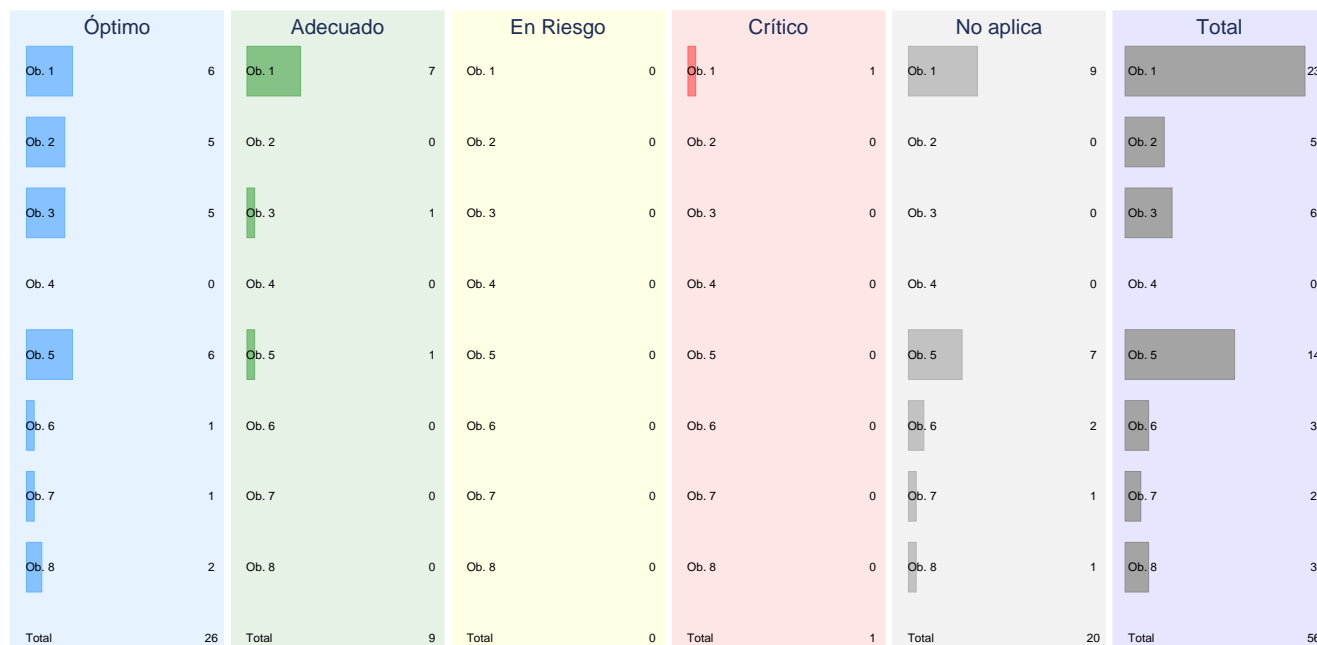 Óptimo Adecuado En Riesgo Crítico No aplica Total
Ob. 1 6 Ob. 1 7 Ob. 1 0 Ob. 1 1 Ob. 1 9 Ob. 1 23
Ob. 2 5 Ob. 2 0 Ob. 2 0 Ob. 2 0 Ob. 2 0 Ob. 2 5
Ob. 3 5 Ob. 3 1 Ob. 3 0 Ob. 3 0 Ob. 3 0 Ob. 3 6
Ob. 4 0 Ob. 4 0 Ob. 4 0 Ob. 4 0 Ob. 4 0 Ob. 4 0
Ob. 5 6 Ob. 5 1 Ob. 5 0 Ob. 5 0 Ob. 5 7 Ob. 5 14
Ob. 6 1 Ob. 6 0 Ob. 6 0 Ob. 6 0 Ob. 6 2 Ob. 6 3
Ob. 7 1 Ob. 7 0 Ob. 7 0 Ob. 7 0 Ob. 7 1 Ob. 7 2
Ob. 8 2 Ob. 8 0 Ob. 8 0 Ob. 8 0 Ob. 8 1 Ob. 8 3
Total 26 Total 9 Total 0 Total 1 Total 20 Total 56